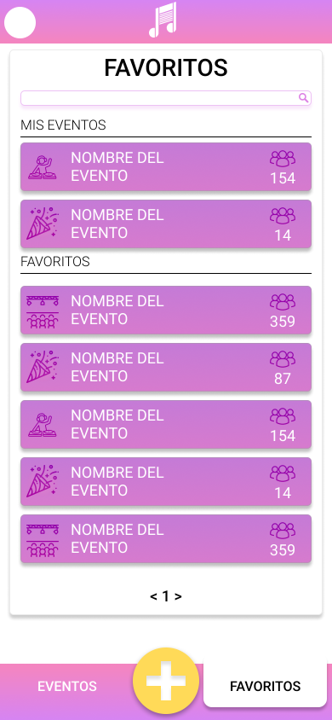 FAVORITOS
MIS EVENTOS
NOMBRE DEL
EVENTO
154
NOMBRE DEL
EVENTO
14
FAVORITOS
NOMBRE DEL
EVENTO
359
NOMBRE DEL
EVENTO
87
NOMBRE DEL
EVENTO
154
NOMBRE DEL
EVENTO
14
NOMBRE DEL
EVENTO
359
< 1 >
EVENTOS
FAVORITOS